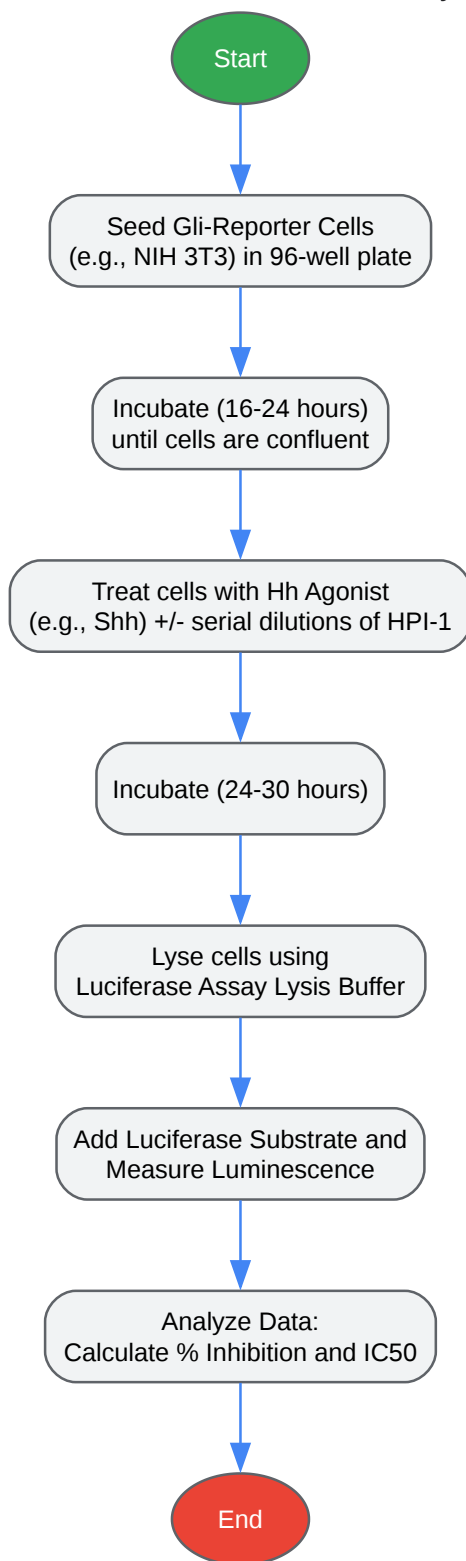 Start
Seed Gli-Reporter Cells
(e.g., NIH 3T3) in 96-well plate
Incubate (16-24 hours)
until cells are confluent
Treat cells with Hh Agonist
(e.g., Shh) +/- serial dilutions of HPI-1
Incubate (24-30 hours)
Lyse cells using
Luciferase Assay Lysis Buffer
Add Luciferase Substrate and
Measure Luminescence
Analyze Data:
Calculate % Inhibition and IC50
End